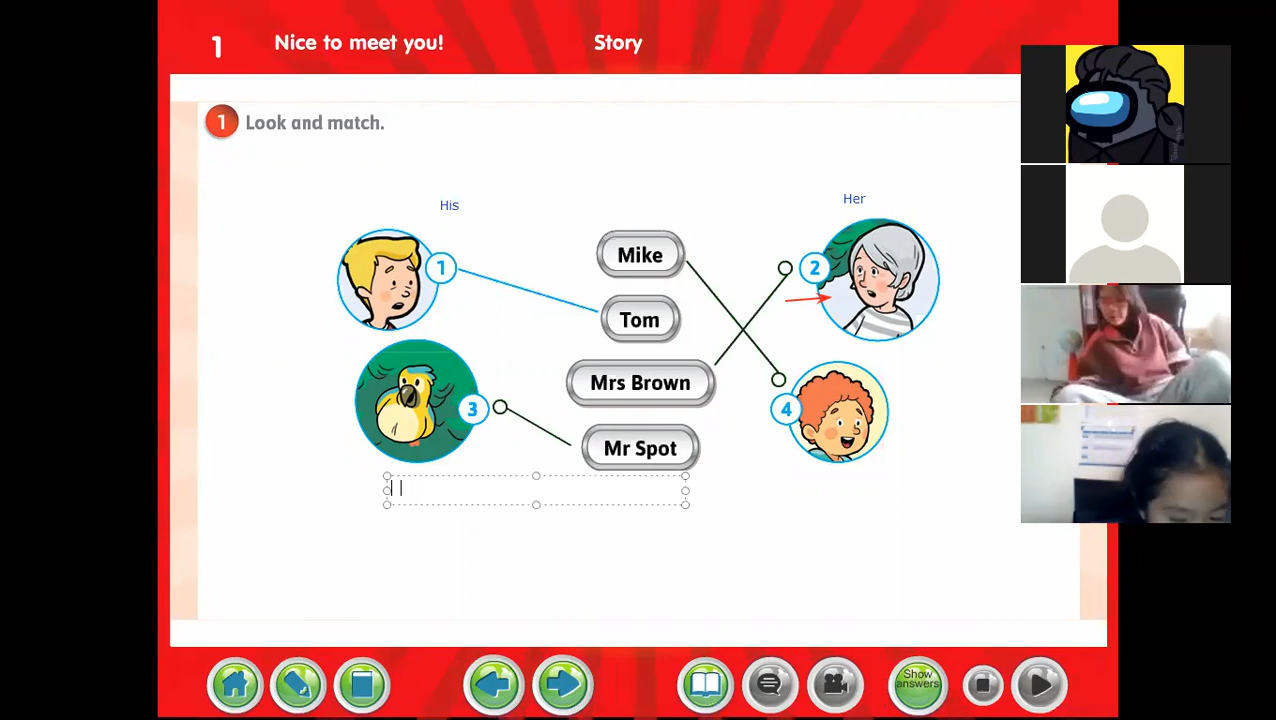 1 Nice to meet you! Story
1 Look and match.
His
Her
1
Mike
2
Tom
Mrs Brown
3
4
Mr Spot
Show
answers